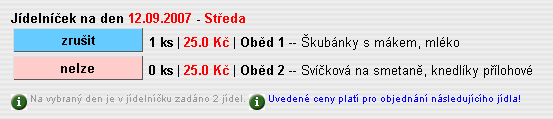 Jídelníček na den 12.09.2007 - Středa
zrušit 1 ks | 25.0 Kč | Oběd 1 -- Škubánky s mákem, mléko
nelze 0 ks | 25.0 Kč | Oběd 2 -- Svíčková na smetaně, knedlíky přílohové
Na vybraný den je v jídelníčku zadáno 2 jídel. Uvedené ceny platí pro objednání následujícího jídla!